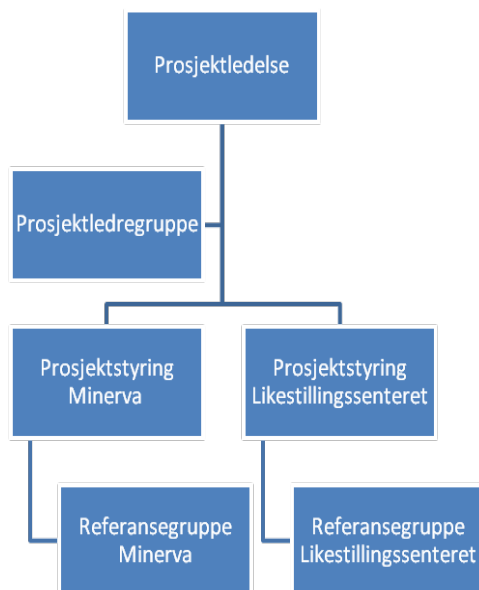 Prosjektledelse
Prosjektledregruppe
Prosjektstyring
Minerva
Prosjektstyring
Likestillingssenteret
Referansegruppe
Minerva
Referansegruppe
Likestillingssenteret